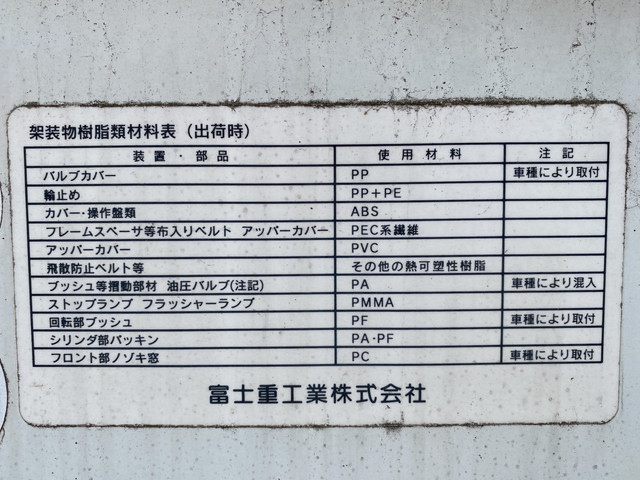 架装物樹脂類材料表（出荷時）
装置・部品 使用材料 注記
バルブカバー PP 車種により取付
輪止め PP+PE
カバー・操作盤類 ABS
フレームスペーサ等布入りベルト アッパーカバー PEC系繊維
アッパーカバー PVC
飛散防止ベルト等 その他の熱可塑性樹脂
ブッシュ等摺動部材 油圧バルブ(注記) PA 車種により混入
ストップランプ フラッシャーランプ PMMA
回転部ブッシュ PF 車種により取付
シリンダ部パッキン PA・PF
フロント部ノゾキ窓 PC 車種により取付
富士重工業株式会社